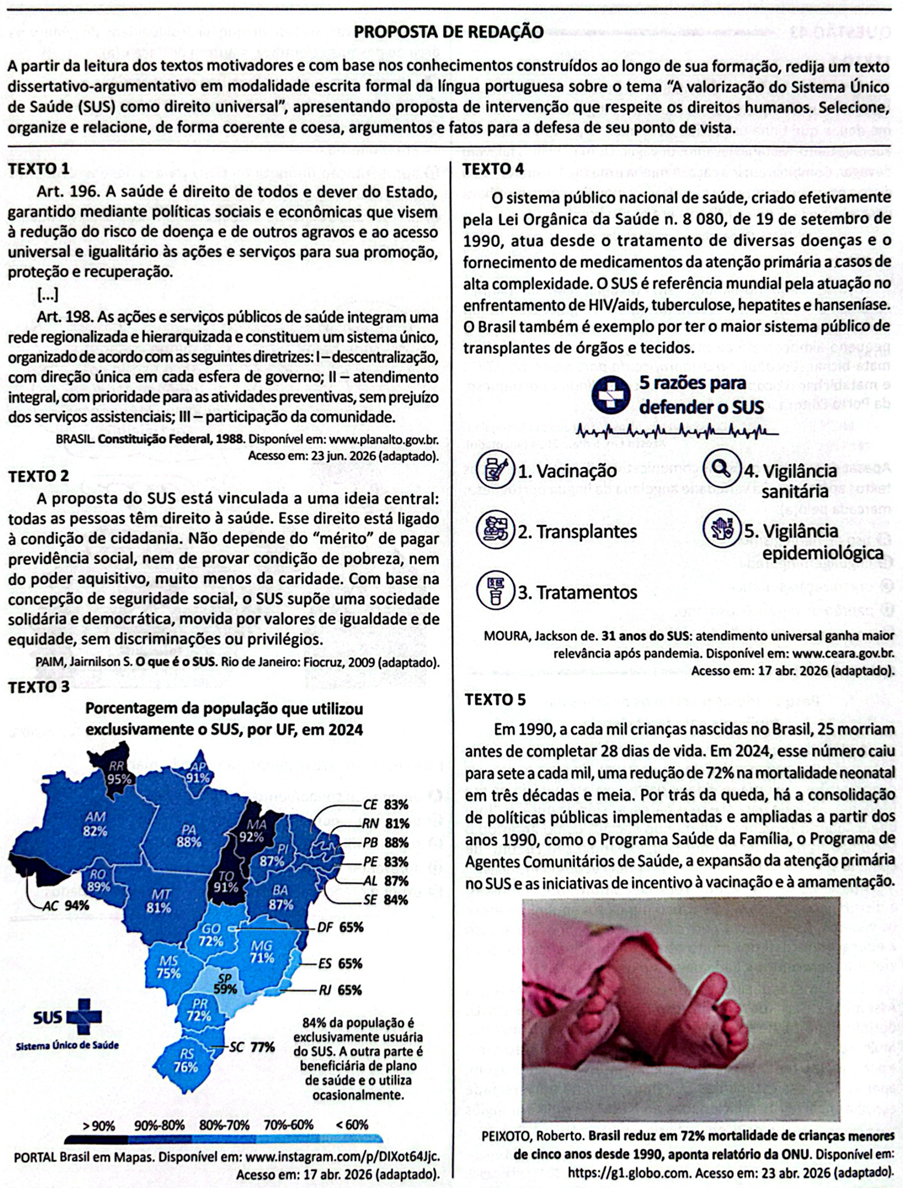 PROPOSTA DE REDAÇÃO
A partir da leitura dos textos motivadores e com base nos conhecimentos construídos ao longo de sua formação, redija um texto
dissertativo-argumentativo em modalidade escrita formal da língua portuguesa sobre o tema “A valorização do Sistema Único
de Saúde (SUS) como direito universal”, apresentando proposta de intervenção que respeite os direitos humanos. Selecione,
organize e relacione, de forma coerente e coesa, argumentos e fatos para a defesa de seu ponto de vista.
TEXTO 1
Art. 196. A saúde é direito de todos e dever do Estado,
garantido mediante políticas sociais e econômicas que visem
à redução do risco de doença e de outros agravos e ao acesso
universal e igualitário às ações e serviços para sua promoção,
proteção e recuperação.
[...]
Art. 198. As ações e serviços públicos de saúde integram uma
rede regionalizada e hierarquizada e constituem um sistema único,
organizado de acordo com as seguintes diretrizes: I – descentralização,
com direção única em cada esfera de governo; II – atendimento
integral, com prioridade para as atividades preventivas, sem prejuízo
dos serviços assistenciais; III – participação da comunidade.
BRASIL. Constituição Federal, 1988. Disponível em: www.planalto.gov.br.
Acesso em: 23 jun. 2026 (adaptado).
TEXTO 2
A proposta do SUS está vinculada a uma ideia central:
todas as pessoas têm direito à saúde. Esse direito está ligado
à condição de cidadania. Não depende do “mérito” de pagar
previdência social, nem de provar condição de pobreza, nem
do poder aquisitivo, muito menos da caridade. Com base na
concepção de seguridade social, o SUS supõe uma sociedade
solidária e democrática, movida por valores de igualdade e de
equidade, sem discriminações ou privilégios.
PAIM, Jairnilson S. O que é o SUS. Rio de Janeiro: Fiocruz, 2009 (adaptado).
TEXTO 3
Porcentagem da população que utilizou
exclusivamente o SUS, por UF, em 2024
RR
95%
AP
91%
AM
82%
PA
88%
MA
92%
CE 83%
RN 81%
PB 88%
PE 83%
AL 87%
SE 84%
PI
87%
AC 94%
RO
89%
TO
91%
MT
81%
BA
87%
GO
72%
DF 65%
MG
71%
MS
75%
ES 65%
SP
59%
RJ 65%
PR
72%
SC 77%
RS
76%
SUS
Sistema Único de Saúde
84% da população é
exclusivamente usuária
do SUS. A outra parte é
beneficiária de plano
de saúde e o utiliza
ocasionalmente.
> 90% 90%-80% 80%-70% 70%-60% < 60%
PORTAL Brasil em Mapas. Disponível em: www.instagram.com/p/DIXot64Jjc.
Acesso em: 17 abr. 2026 (adaptado).
TEXTO 4
O sistema público nacional de saúde, criado efetivamente
pela Lei Orgânica da Saúde n. 8 080, de 19 de setembro de
1990, atua desde o tratamento de diversas doenças e o
fornecimento de medicamentos da atenção primária a casos de
alta complexidade. O SUS é referência mundial pela atuação no
enfrentamento de HIV/aids, tuberculose, hepatites e hanseníase.
O Brasil também é exemplo por ter o maior sistema público de
transplantes de órgãos e tecidos.
5 razões para
defender o SUS
1. Vacinação
2. Transplantes
3. Tratamentos
4. Vigilância
sanitária
5. Vigilância
epidemiológica
MOURA, Jackson de. 31 anos do SUS: atendimento universal ganha maior
relevância após pandemia. Disponível em: www.ceara.gov.br.
Acesso em: 17 abr. 2026 (adaptado).
TEXTO 5
Em 1990, a cada mil crianças nascidas no Brasil, 25 morriam
antes de completar 28 dias de vida. Em 2024, esse número caiu
para sete a cada mil, uma redução de 72% na mortalidade neonatal
em três décadas e meia. Por trás da queda, há a consolidação
de políticas públicas implementadas e ampliadas a partir dos
anos 1990, como o Programa Saúde da Família, o Programa de
Agentes Comunitários de Saúde, a expansão da atenção primária
no SUS e as iniciativas de incentivo à vacinação e à amamentação.
PEIXOTO, Roberto. Brasil reduz em 72% mortalidade de crianças menores
de cinco anos desde 1990, aponta relatório da ONU. Disponível em:
https://g1.globo.com. Acesso em: 23 abr. 2026 (adaptado).